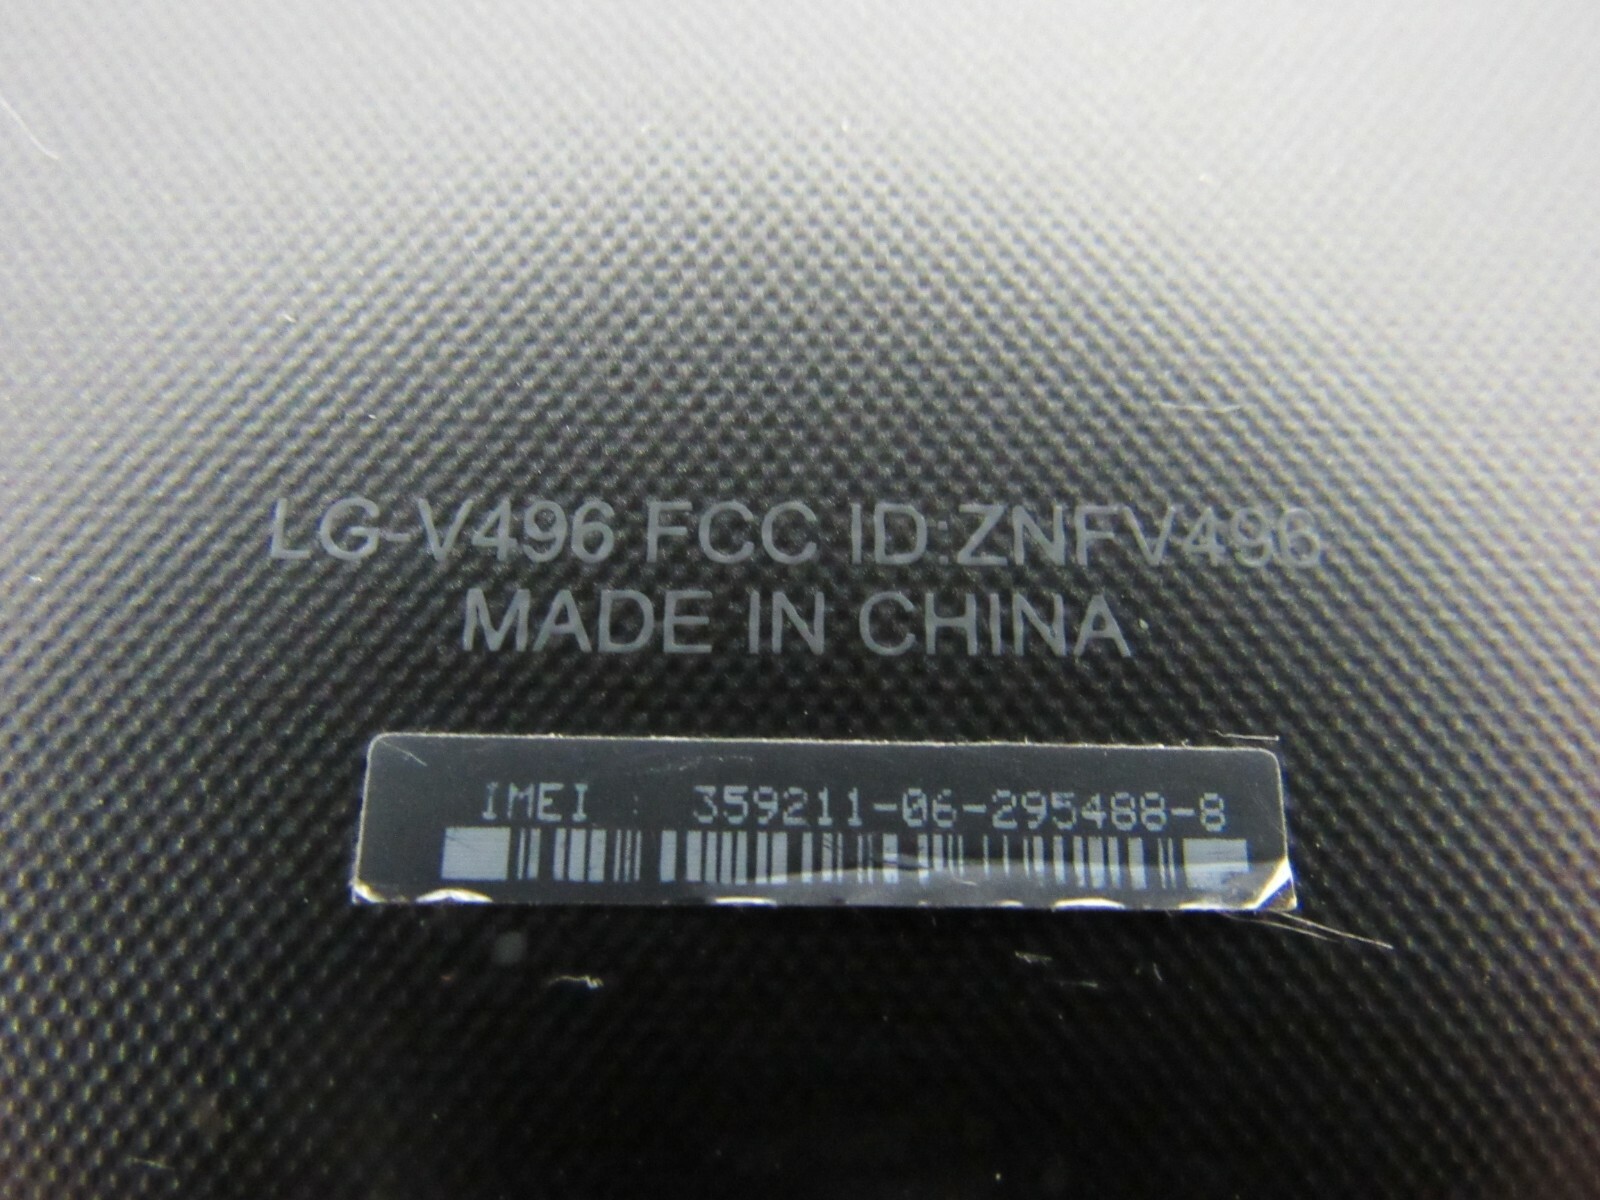 LG-V496 FCC ID:ZNFV496
MADE IN CHINA
IMEI : 359211-06-295488-8